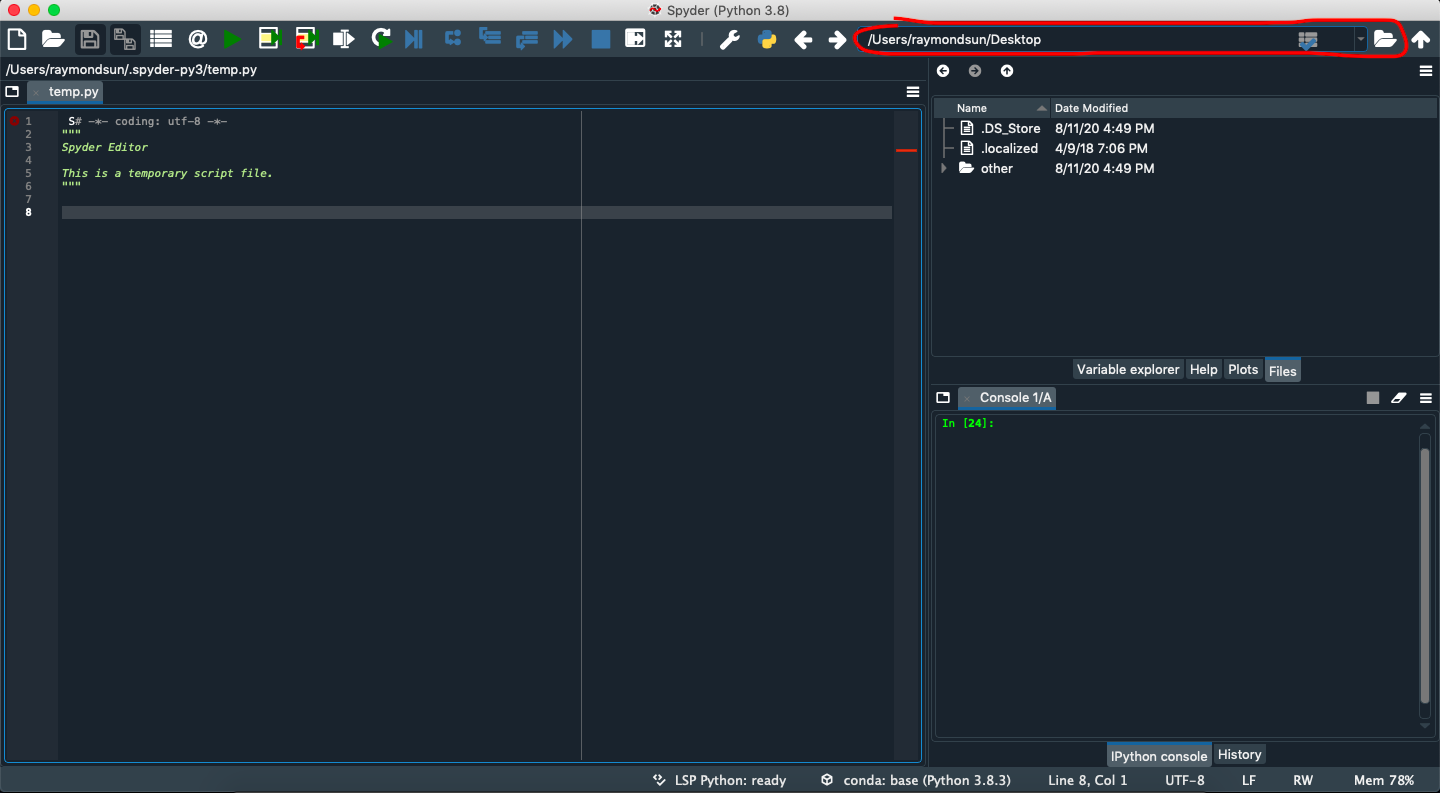 Spyder (Python 3.8)
/Users/raymondsun/Desktop
/Users/raymondsun/.spyder-py3/temp.py
temp.py
1 S# -*- coding: utf-8 -*-
2 """
3 Spyder Editor
4
5 This is a temporary script file.
6 """
7
8
Name Date Modified
.DS_Store 8/11/20 4:49 PM
.localized 4/9/18 7:06 PM
other 8/11/20 4:49 PM
Variable explorer Help Plots Files
Console 1/A
In [24]:
IPython console History
LSP Python: ready conda: base (Python 3.8.3) Line 8, Col 1 UTF-8 LF RW Mem 78%